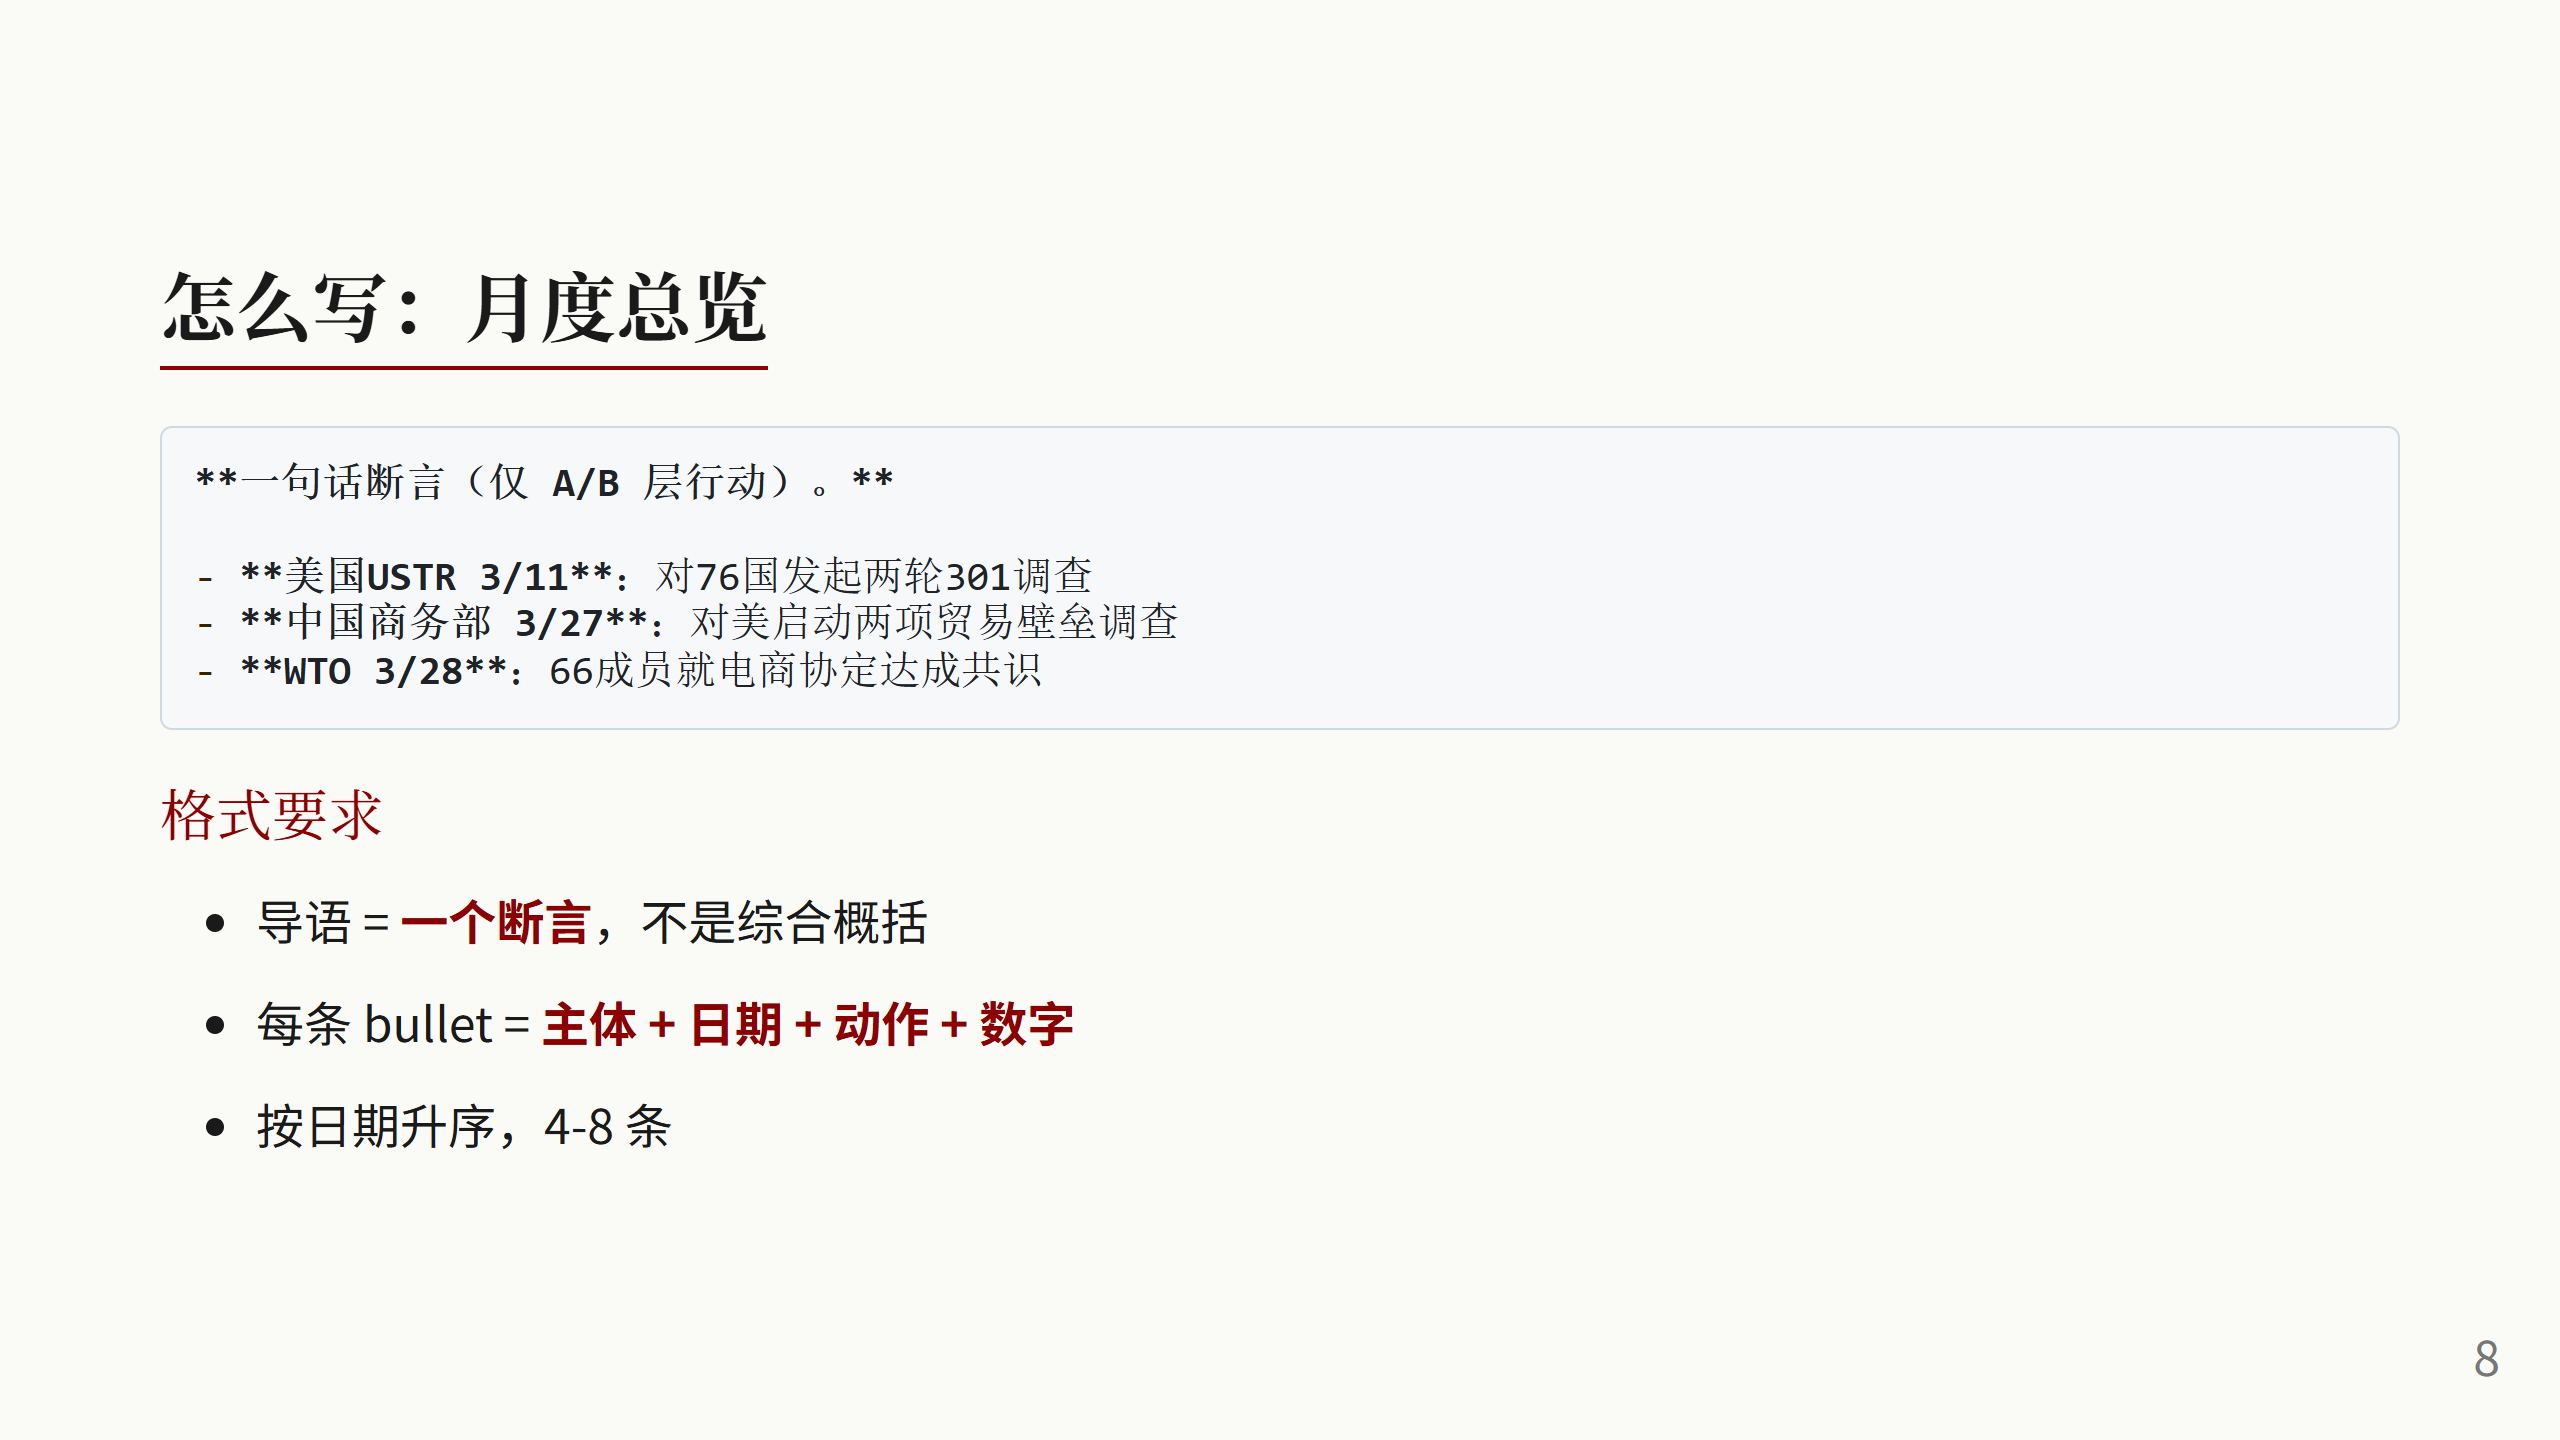 怎么写：月度总览
**一句话断言（仅 A/B 层行动）。**
- **美国USTR 3/11**：对76国发起两轮301调查
- **中国商务部 3/27**：对美启动两项贸易壁垒调查
- **WTO 3/28**：66成员就电商协定达成共识
格式要求
• 导语 = 一个断言，不是综合概括
• 每条 bullet = 主体 + 日期 + 动作 + 数字
• 按日期升序，4-8 条
8